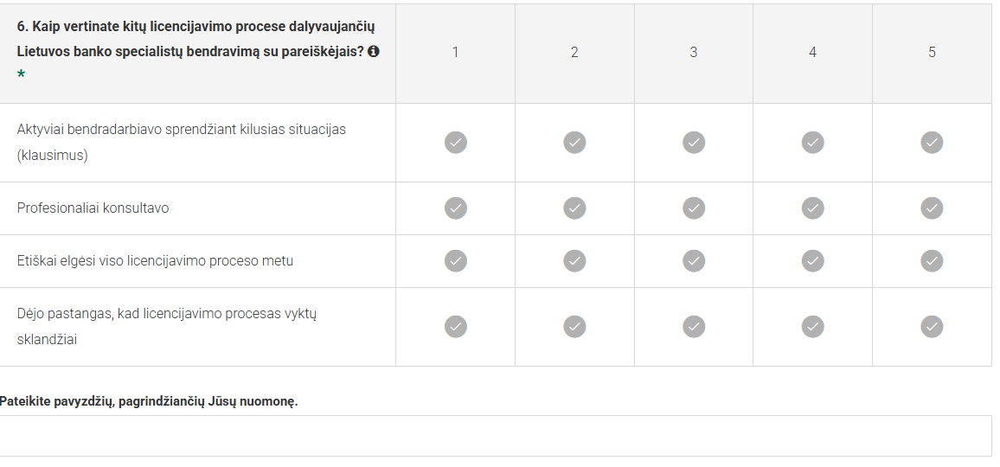 6. Kaip vertinate kitų licencijavimo procese dalyvaujančių
Lietuvos banko specialistų bendravimą su pareiškėjais?
*
1 2 3 4 5
Aktyviai bendradarbiavo sprendžiant kilusias situacijas
(klausimus)
Profesionaliai konsultavo
Etiškai elgėsi viso licencijavimo proceso metu
Dėjo pastangas, kad licencijavimo procesas vyktų
sklandžiai
Pateikite pavyzdžių, pagrindžiančių Jūsų nuomonę.